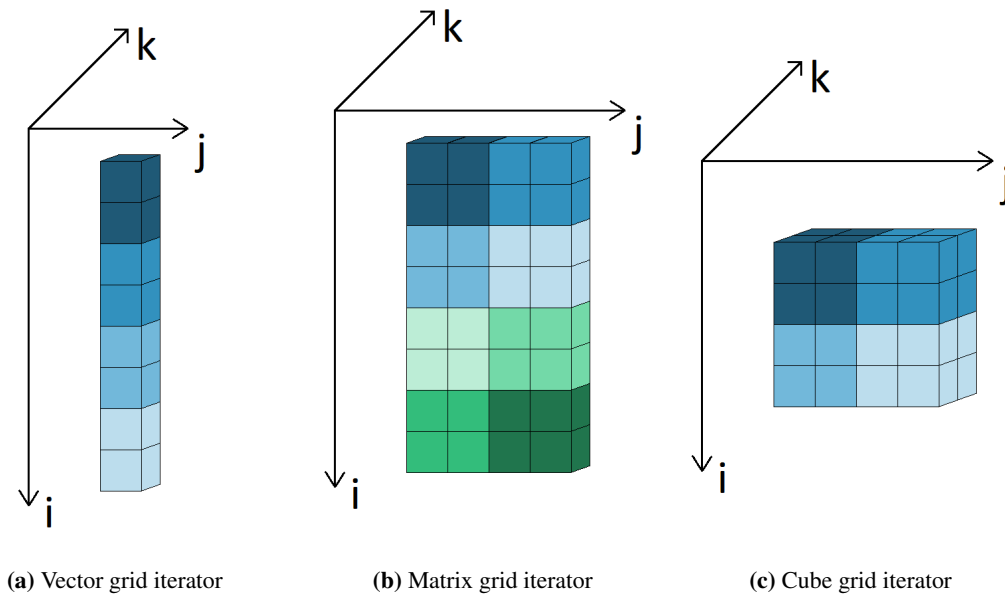 k
j
i
k
j
i
k
j
i
(a) Vector grid iterator
(b) Matrix grid iterator
(c) Cube grid iterator